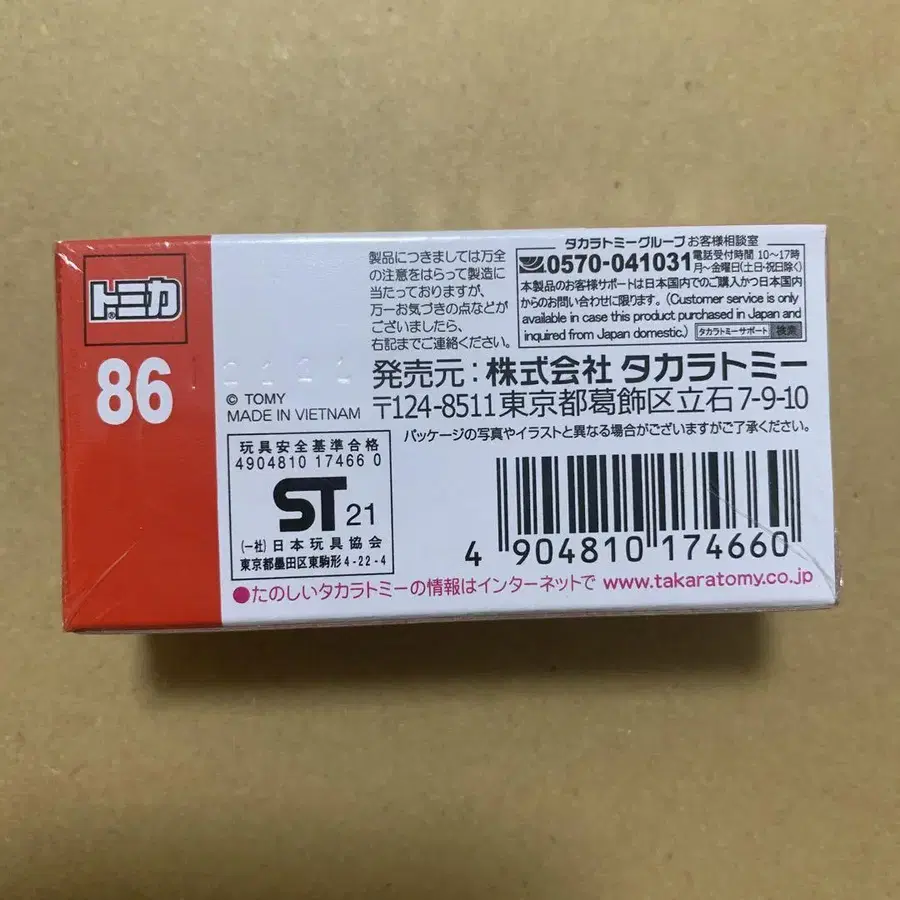 トミカ
86
© TOMY
MADE IN VIETNAM
玩具安全基準合格
4904810 17466 0
ST 21
(一社)日本玩具協会
東京都墨田区東駒形4-22-4
製品につきましては万全
の注意をはらって製造に
当たっておりますが、
万一お気づきの点などが
ございましたら、
右記までご連絡ください。
タカラトミーグループ お客様相談室
0570-041031 電話受付時間 10〜17時
月〜金曜日(土日・祝日除く)
本製品のお客様サポートは日本国内でのご購入かつ日本国内
からのお問い合わせに限ります。(Customer service is only
available in case this product purchased in Japan and
inquired from Japan domestic.) タカラトミーサポート 検索
発売元:株式会社 タカラトミー
〒124-8511 東京都葛飾区立石7-9-10
パッケージの写真やイラストと異なる場合がございますがご了承ください。
4 904810 174660
●たのしいタカラトミーの情報はインターネットで www.takaratomy.co.jp